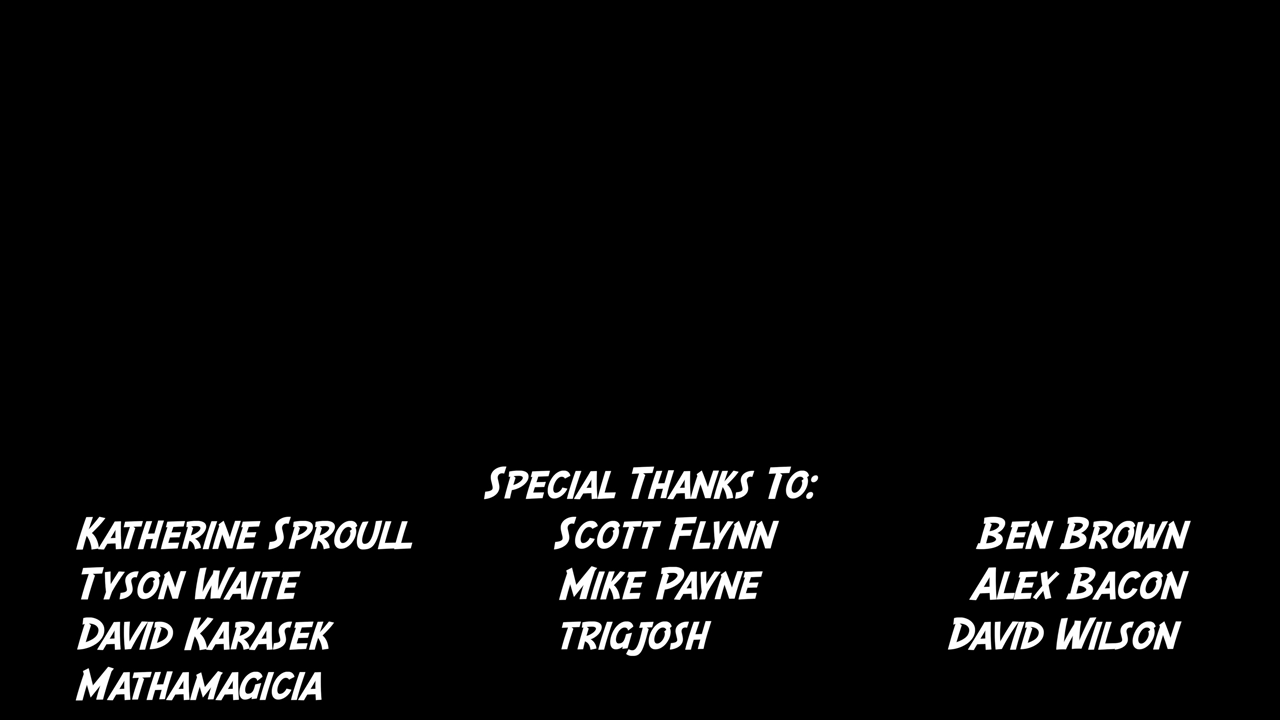 Special Thanks To:
Katherine Sproull Scott Flynn Ben Brown
Tyson Waite Mike Payne Alex Bacon
David Karasek trigjosh David Wilson
Mathamagicia